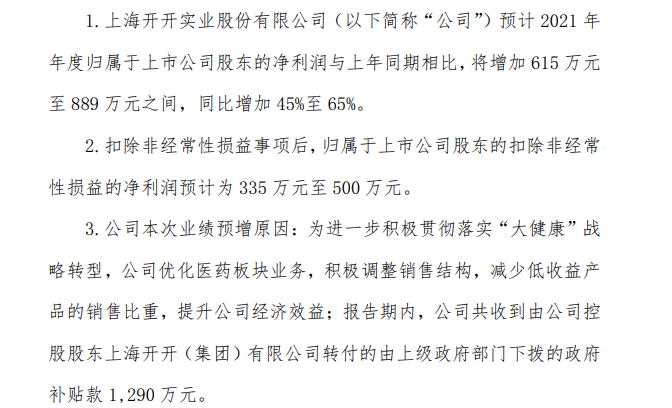 1.上海开开实业股份有限公司（以下简称“公司”）预计 2021 年
年度归属于上市公司股东的净利润与上年同期相比，将增加 615 万元
至 889 万元之间，同比增加 45%至 65%。
2.扣除非经常性损益事项后，归属于上市公司股东的扣除非经常
性损益的净利润预计为 335 万元至 500 万元。
3.公司本次业绩预增原因：为进一步积极贯彻落实“大健康”战
略转型，公司优化医药板块业务，积极调整销售结构，减少低收益产
品的销售比重，提升公司经济效益；报告期内，公司共收到由公司控
股股东上海开开（集团）有限公司转付的由上级政府部门下拨的政府
补贴款 1,290 万元。